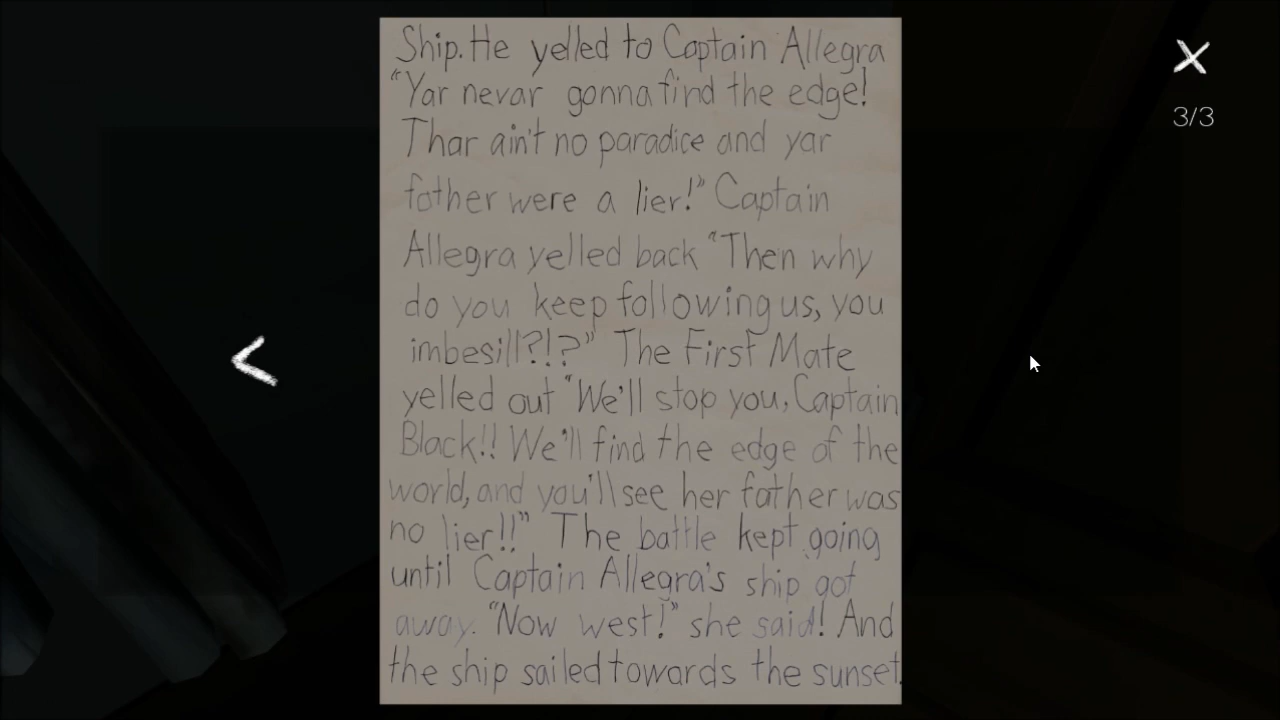 Ship. He yelled to Captain Allegra
"Yar nevar gonna find the edge!
Thar ain't no paradice and yar
father were a lier!" Captain
Allegra yelled back "Then why
do you keep following us, you
imbesill?!?" The First Mate
yelled out "We'll stop you, Captain
Black!! We'll find the edge of the
world, and you'll see her father was
no lier!!" The battle kept going
until Captain Allegra's ship got
away. "Now west!" she said! And
the ship sailed towards the sunset.
3/3